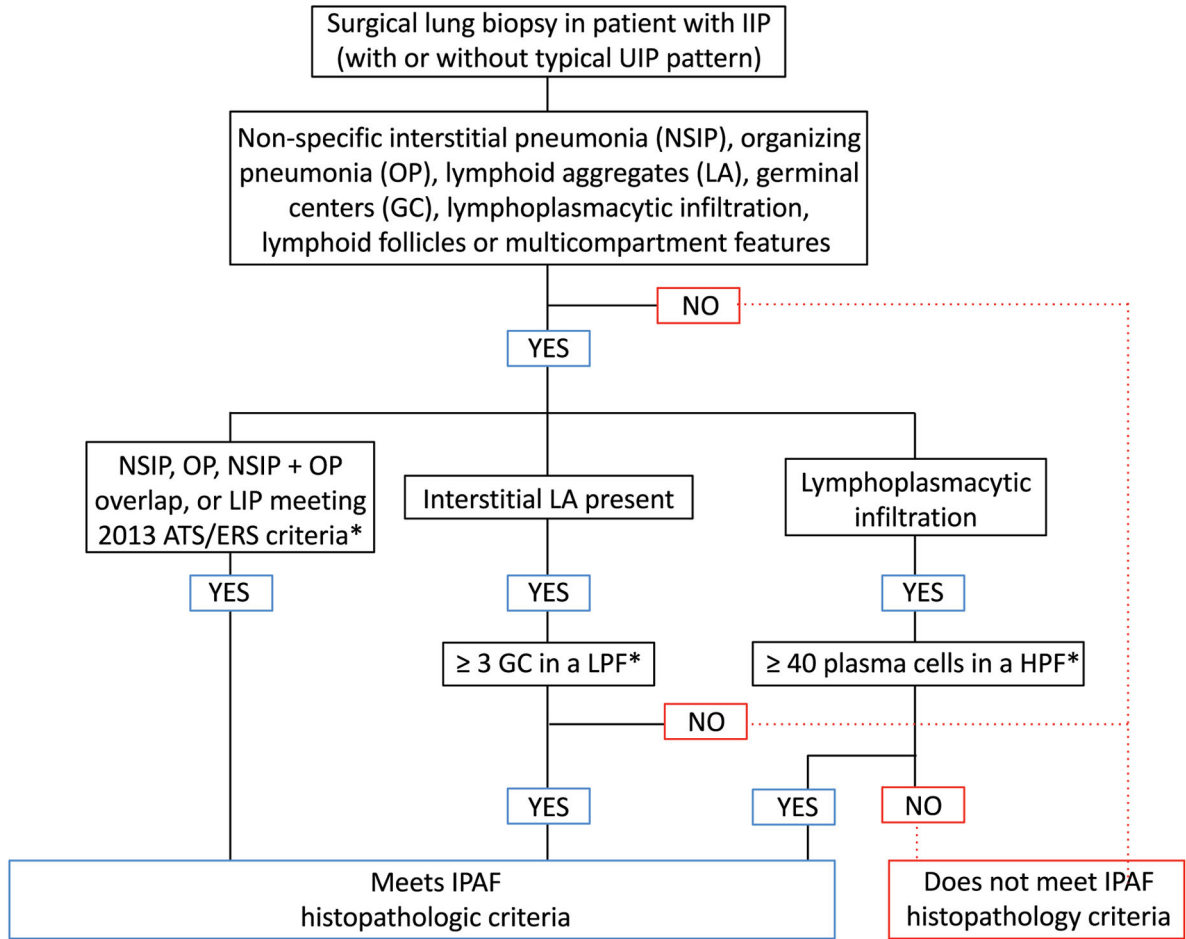 Surgical lung biopsy in patient with IIP
(with or without typical UIP pattern)
Non-specific interstitial pneumonia (NSIP), organizing
pneumonia (OP), lymphoid aggregates (LA), germinal
centers (GC), lymphoplasmacytic infiltration,
lymphoid follicles or multicompartment features
NO
YES
NSIP, OP, NSIP + OP
overlap, or LIP meeting
2013 ATS/ERS criteria*
Interstitial LA present
Lymphoplasmacytic
infiltration
YES
YES
YES
≥ 3 GC in a LPF*
≥ 40 plasma cells in a HPF*
NO
YES
YES
NO
Meets IPAF
histopathologic criteria
Does not meet IPAF
histopathology criteria